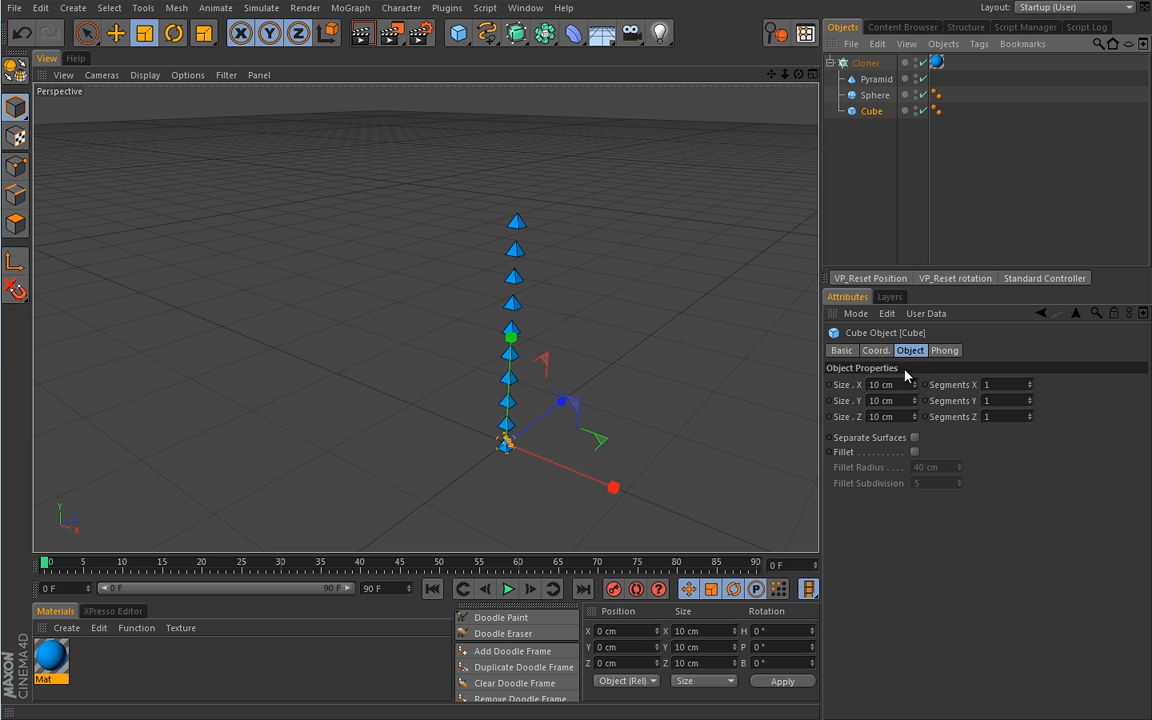 File Edit Create Select Tools Mesh Animate Simulate Render MoGraph Character Plugins Script Window Help
Layout: Startup (User)
X Y Z
Objects Content Browser Structure Script Manager Script Log
File Edit View Objects Tags Bookmarks
View Help
View Cameras Display Options Filter Panel
Perspective
Cloner
Pyramid
Sphere
Cube
VP_Reset Position VP_Reset rotation Standard Controller
Attributes Layers
Mode Edit User Data
Cube Object [Cube]
Basic Coord. Object Phong
Object Properties
Size . X 10 cm Segments X 1
Size . Y 10 cm Segments Y 1
Size . Z 10 cm Segments Z 1
Separate Surfaces
Fillet . . . . . . . . . .
Fillet Radius . . . . 40 cm
Fillet Subdivision 5
Y
Z
X
0 5 10 15 20 25 30 35 40 45 50 55 60 65 70 75 80 85 90 0 F
0 F 0 F 90 F 90 F
P
Materials XPresso Editor
Create Edit Function Texture
Mat
MAXON
CINEMA 4D
Doodle Paint
Doodle Eraser
Add Doodle Frame
Duplicate Doodle Frame
Clear Doodle Frame
Remove Doodle Frame
Position Size Rotation
X 0 cm X 10 cm H 0 °
Y 0 cm Y 10 cm P 0 °
Z 0 cm Z 10 cm B 0 °
Object (Rel) Size Apply